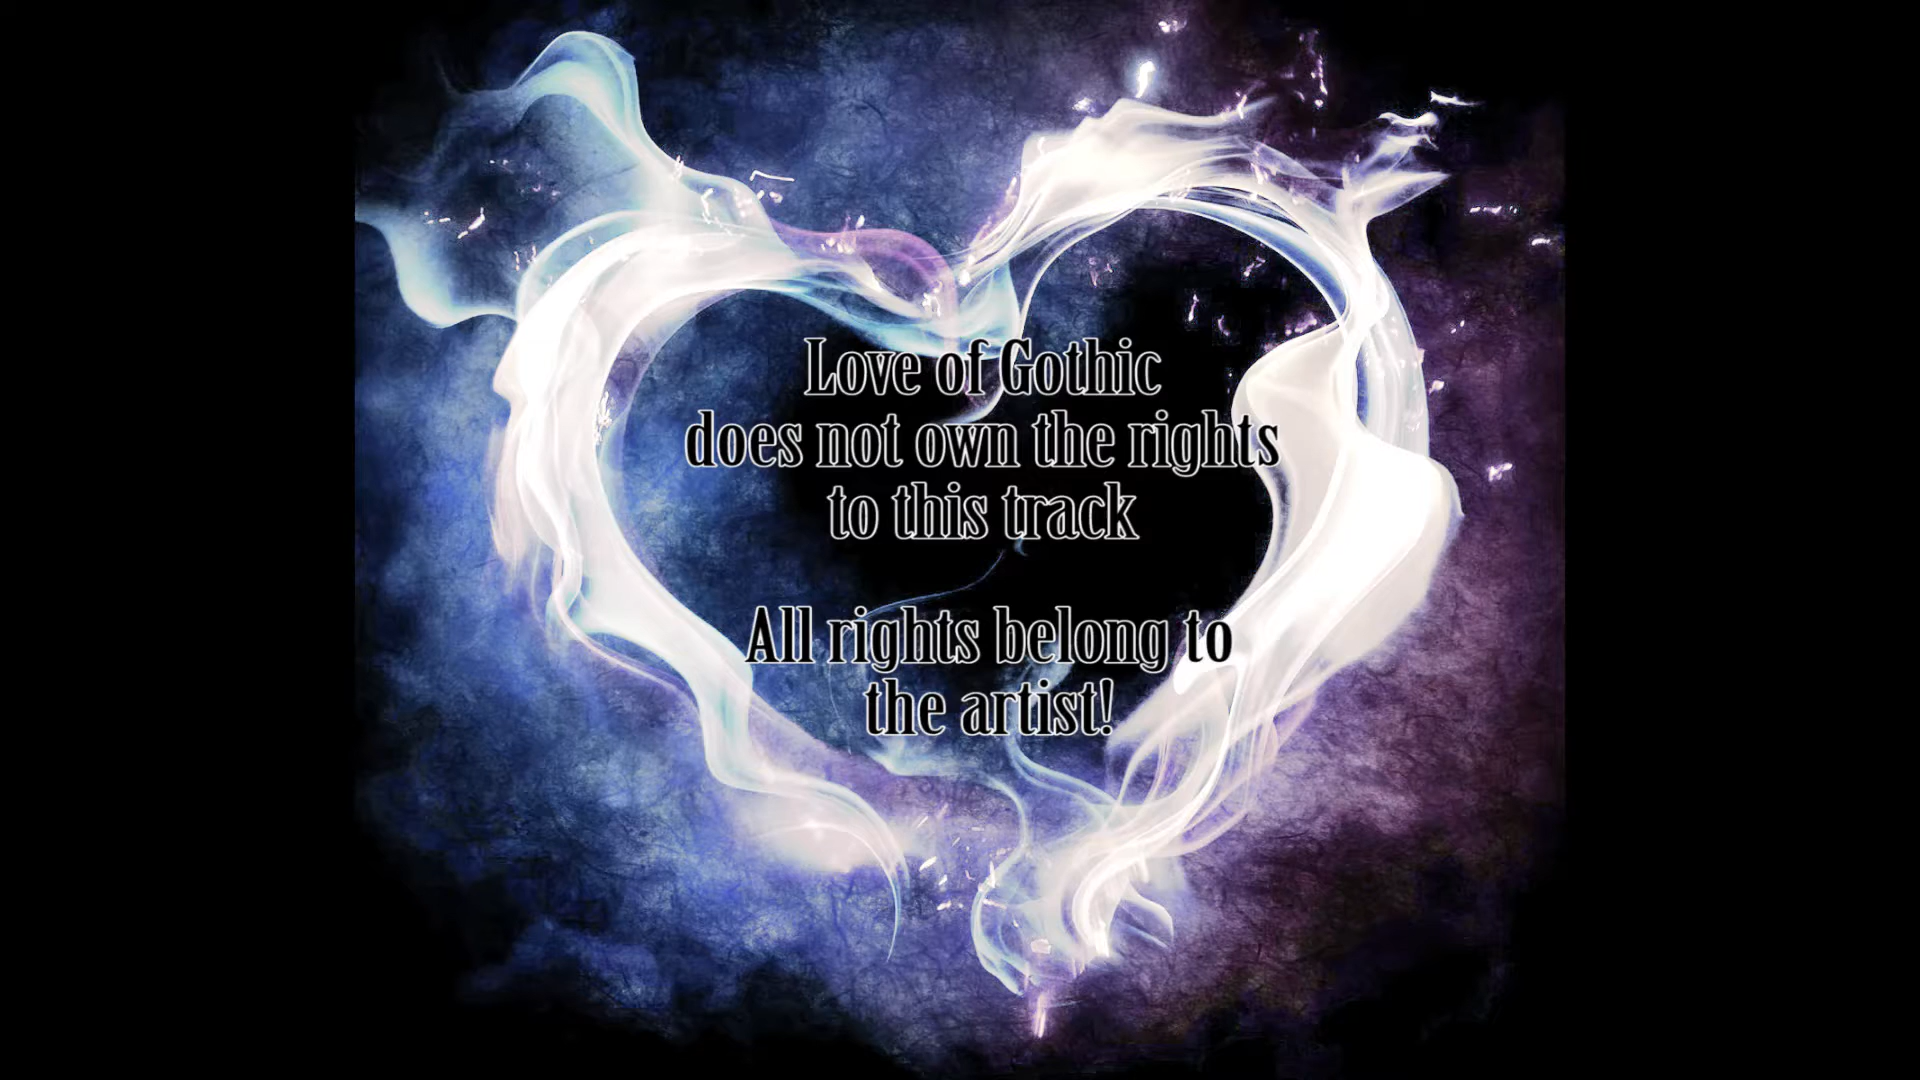 Love of Gothic
does not own the rights
to this track
All rights belong to
the artist!